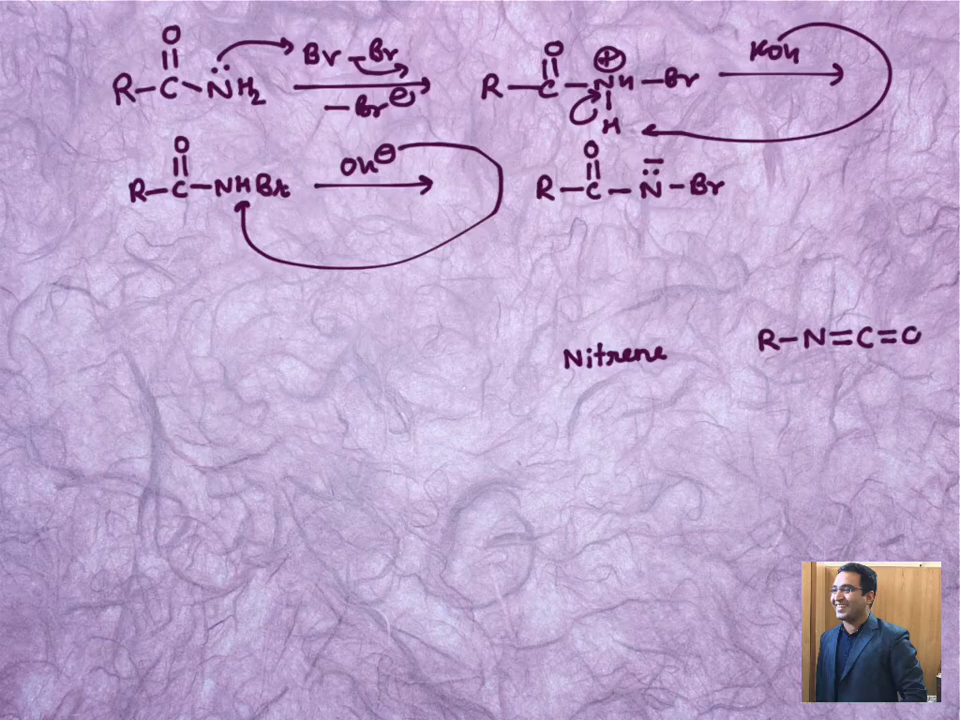 R-C(=O)-N̈H₂ Br-Br -Br⊖ R-C(=O)-N⊕H(-H)-Br KOH
R-C(=O)-NHBr OH⊖ R-C(=O)-N̈⁻-Br
Nitrene R-N=C=O